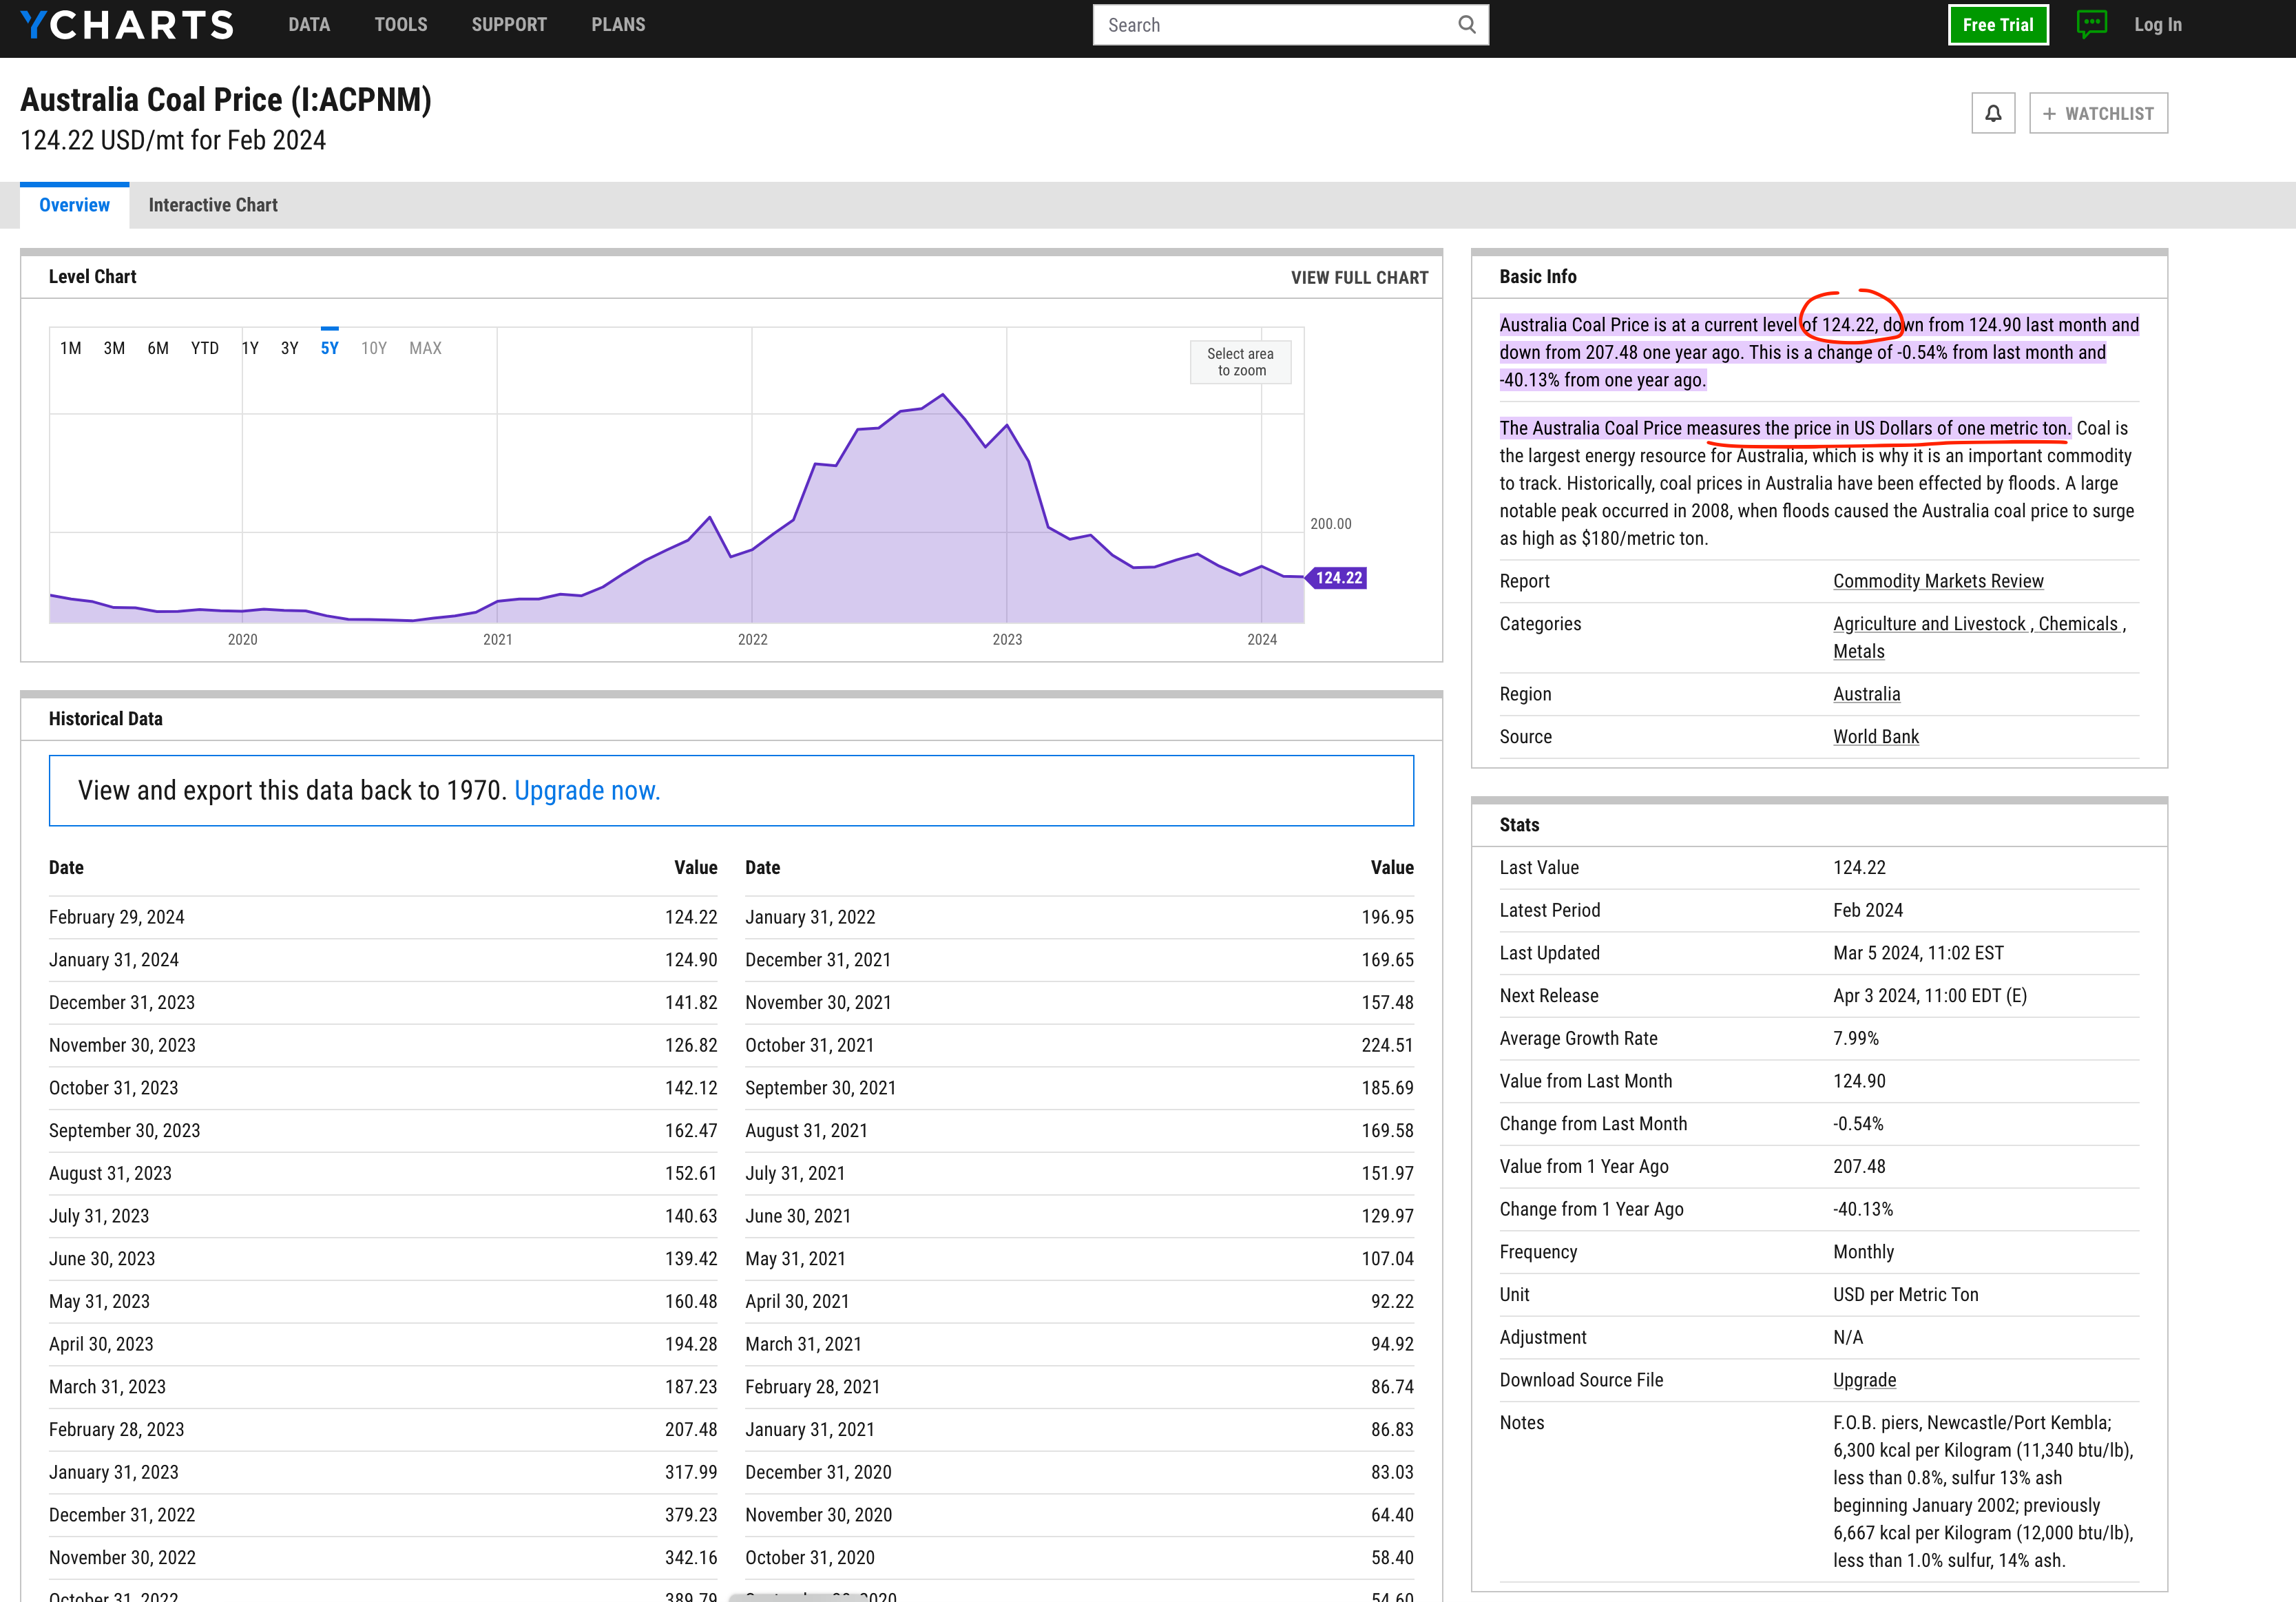 YCHARTS
DATA
TOOLS
SUPPORT
PLANS
Search
Free Trial
Log In
Australia Coal Price (I:ACPNM)
124.22 USD/mt for Feb 2024
+ WATCHLIST
Overview
Interactive Chart
Level Chart
VIEW FULL CHART
1M 3M 6M YTD 1Y 3Y 5Y 10Y MAX
Select area
to zoom
200.00
124.22
2020 2021 2022 2023 2024
Historical Data
View and export this data back to 1970. Upgrade now.
Date Value Date Value
February 29, 2024 124.22 January 31, 2022 196.95
January 31, 2024 124.90 December 31, 2021 169.65
December 31, 2023 141.82 November 30, 2021 157.48
November 30, 2023 126.82 October 31, 2021 224.51
October 31, 2023 142.12 September 30, 2021 185.69
September 30, 2023 162.47 August 31, 2021 169.58
August 31, 2023 152.61 July 31, 2021 151.97
July 31, 2023 140.63 June 30, 2021 129.97
June 30, 2023 139.42 May 31, 2021 107.04
May 31, 2023 160.48 April 30, 2021 92.22
April 30, 2023 194.28 March 31, 2021 94.92
March 31, 2023 187.23 February 28, 2021 86.74
February 28, 2023 207.48 January 31, 2021 86.83
January 31, 2023 317.99 December 31, 2020 83.03
December 31, 2022 379.23 November 30, 2020 64.40
November 30, 2022 342.16 October 31, 2020 58.40
October 31, 2022 389.79 2020 54.60
Basic Info
Australia Coal Price is at a current level of 124.22, down from 124.90 last month and
down from 207.48 one year ago. This is a change of -0.54% from last month and
-40.13% from one year ago.
The Australia Coal Price measures the price in US Dollars of one metric ton. Coal is
the largest energy resource for Australia, which is why it is an important commodity
to track. Historically, coal prices in Australia have been effected by floods. A large
notable peak occurred in 2008, when floods caused the Australia coal price to surge
as high as $180/metric ton.
Report Commodity Markets Review
Categories Agriculture and Livestock , Chemicals ,
Metals
Region Australia
Source World Bank
Stats
Last Value 124.22
Latest Period Feb 2024
Last Updated Mar 5 2024, 11:02 EST
Next Release Apr 3 2024, 11:00 EDT (E)
Average Growth Rate 7.99%
Value from Last Month 124.90
Change from Last Month -0.54%
Value from 1 Year Ago 207.48
Change from 1 Year Ago -40.13%
Frequency Monthly
Unit USD per Metric Ton
Adjustment N/A
Download Source File Upgrade
Notes F.O.B. piers, Newcastle/Port Kembla;
6,300 kcal per Kilogram (11,340 btu/lb),
less than 0.8%, sulfur 13% ash
beginning January 2002; previously
6,667 kcal per Kilogram (12,000 btu/lb),
less than 1.0% sulfur, 14% ash.